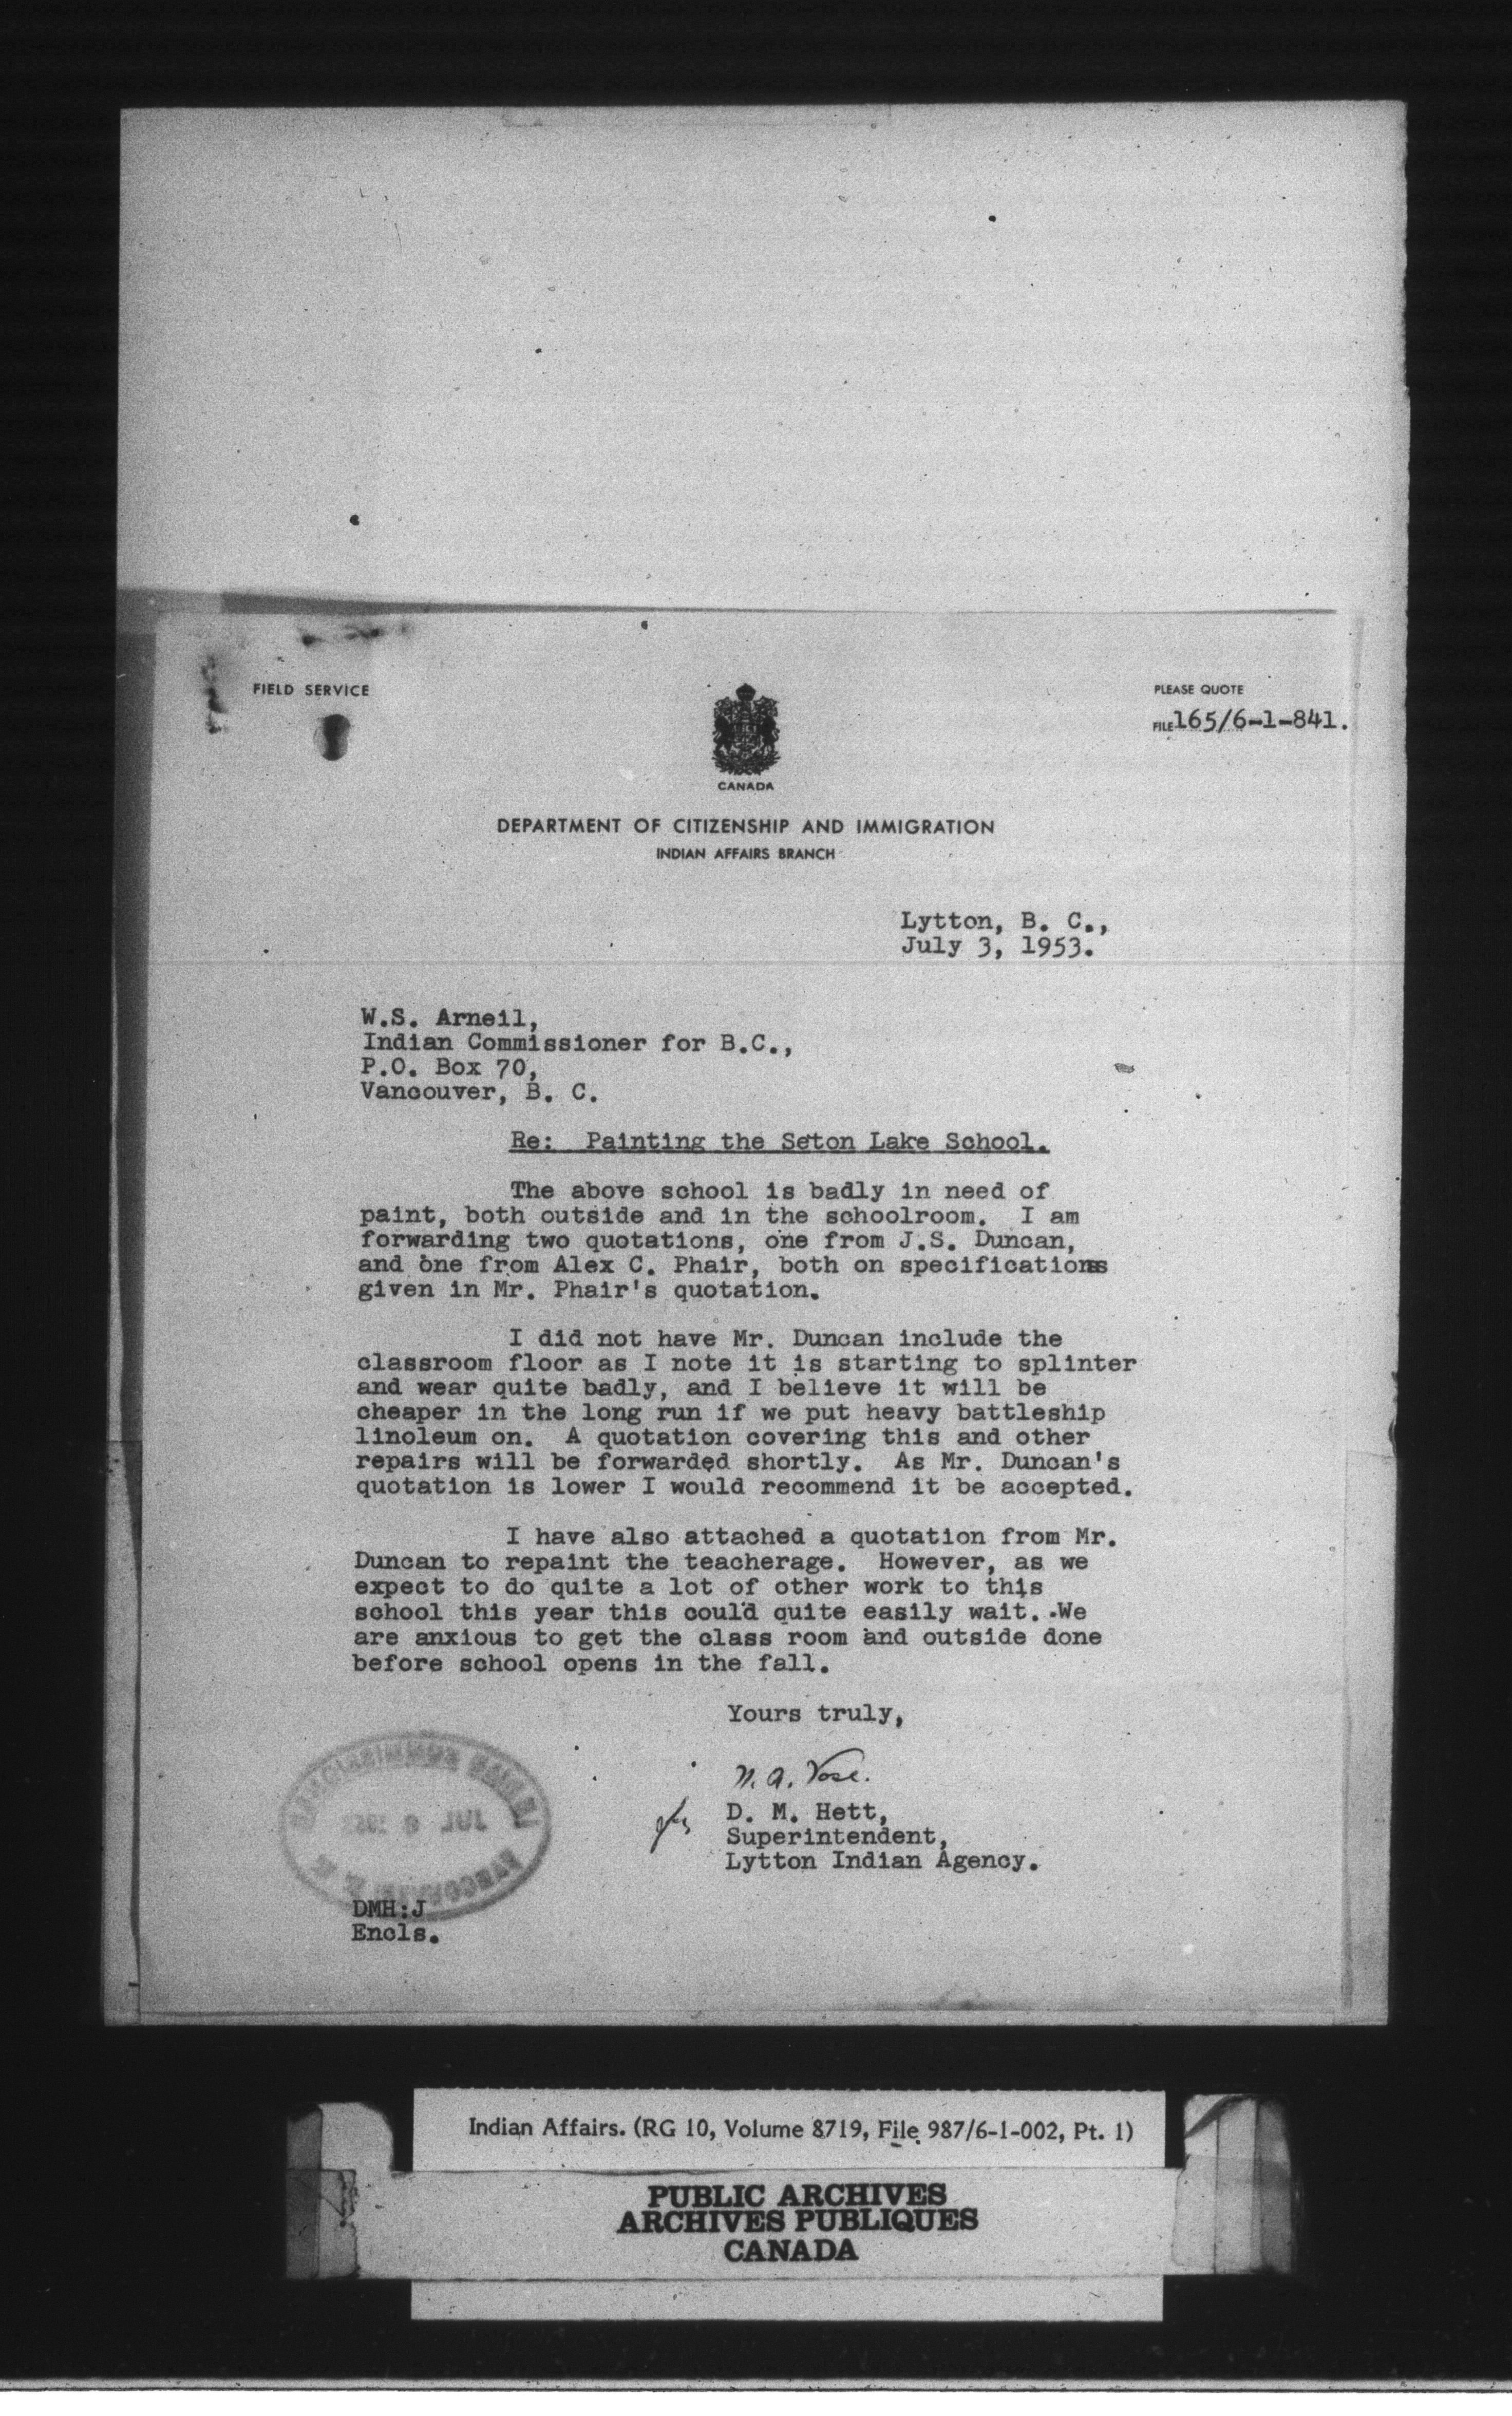 FIELD SERVICE
PLEASE QUOTE
FILE 165/6-1-841.
CANADA
DEPARTMENT OF CITIZENSHIP AND IMMIGRATION
INDIAN AFFAIRS BRANCH
Lytton, B. C.,
July 3, 1953.
W.S. Arneil,
Indian Commissioner for B.C.,
P.O. Box 70,
Vancouver, B. C.
Re: Painting the Seton Lake School.
The above school is badly in need of
paint, both outside and in the schoolroom. I am
forwarding two quotations, one from J.S. Duncan,
and one from Alex C. Phair, both on specifications
given in Mr. Phair's quotation.
I did not have Mr. Duncan include the
classroom floor as I note it is starting to splinter
and wear quite badly, and I believe it will be
cheaper in the long run if we put heavy battleship
linoleum on. A quotation covering this and other
repairs will be forwarded shortly. As Mr. Duncan's
quotation is lower I would recommend it be accepted.
I have also attached a quotation from Mr.
Duncan to repaint the teacherage. However, as we
expect to do quite a lot of other work to this
school this year this could quite easily wait. We
are anxious to get the class room and outside done
before school opens in the fall.
Yours truly,
N. A. Vose.
for D. M. Hett,
Superintendent,
Lytton Indian Agency.
JUL 6
DMH:J
Encls.
Indian Affairs. (RG 10, Volume 8719, File 987/6-1-002, Pt. 1)
PUBLIC ARCHIVES
ARCHIVES PUBLIQUES
CANADA